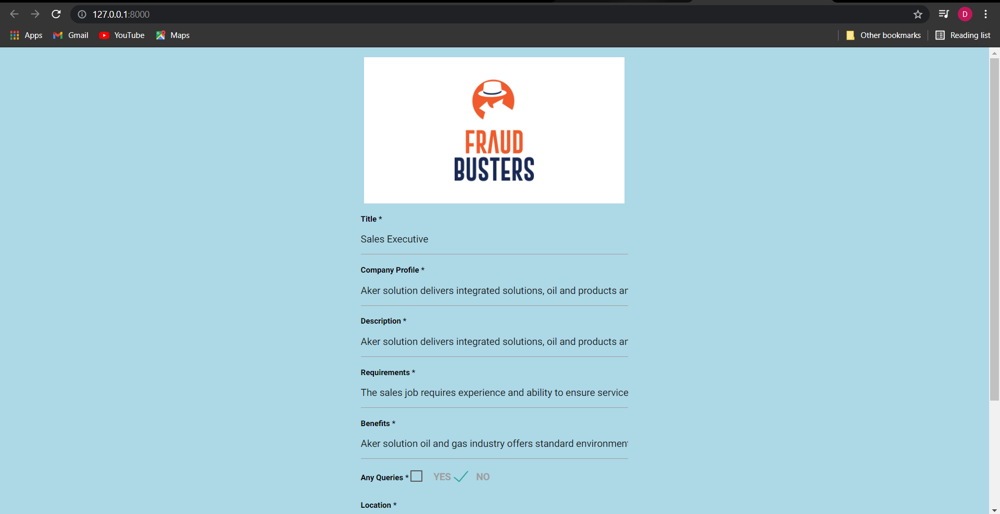 127.0.0.1:8000
D
Apps Gmail YouTube Maps Other bookmarks Reading list
FRAUD
BUSTERS
Title *
Sales Executive
Company Profile *
Aker solution delivers integrated solutions, oil and products an
Description *
Aker solution delivers integrated solutions, oil and products an
Requirements *
The sales job requires experience and ability to ensure service
Benefits *
Aker solution oil and gas industry offers standard environment
Any Queries * YES NO
Location *